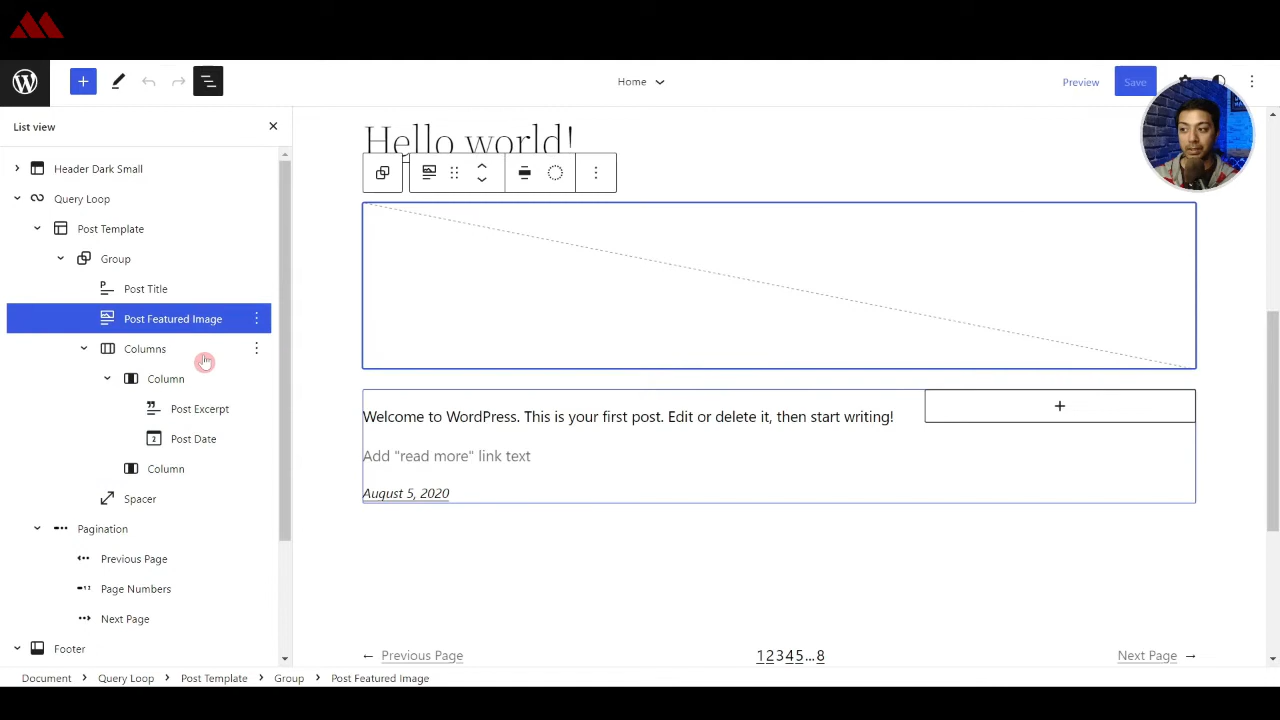 Home
Preview
Save
List view
Header Dark Small
Query Loop
Post Template
Group
Post Title
Post Featured Image
Columns
Column
Post Excerpt
Post Date
Column
Spacer
Pagination
Previous Page
Page Numbers
Next Page
Footer
Hello world!
Welcome to WordPress. This is your first post. Edit or delete it, then start writing!
Add "read more" link text
August 5, 2020
← Previous Page
12345...8
Next Page →
Document > Query Loop > Post Template > Group > Post Featured Image